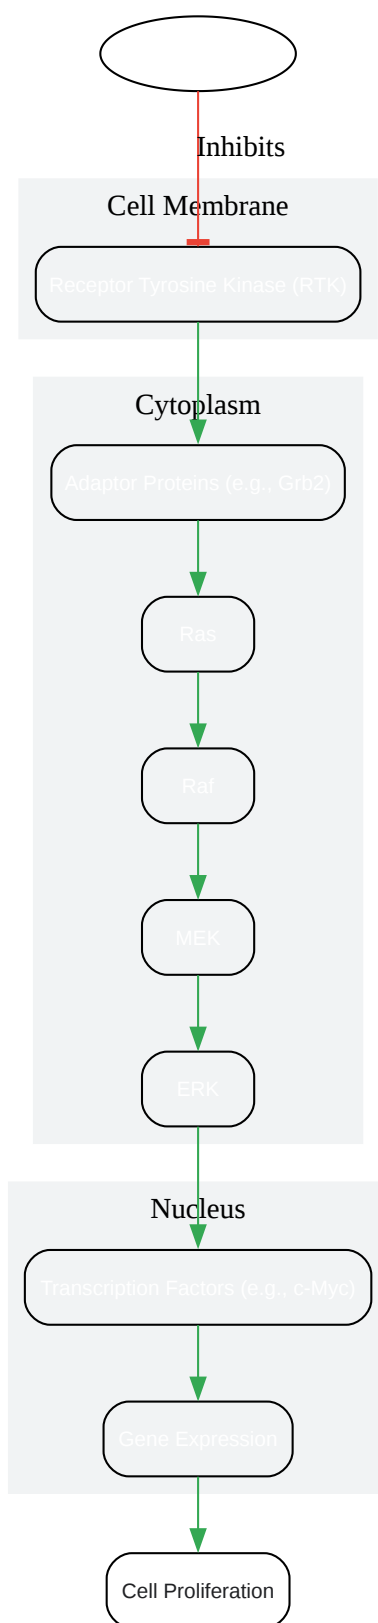 Inhibits
Cell Membrane
Receptor Tyrosine Kinase (RTK)
Cytoplasm
Adaptor Proteins (e.g., Grb2)
Ras
Raf
MEK
ERK
Nucleus
Transcription Factors (e.g., c-Myc)
Gene Expression
Cell Proliferation